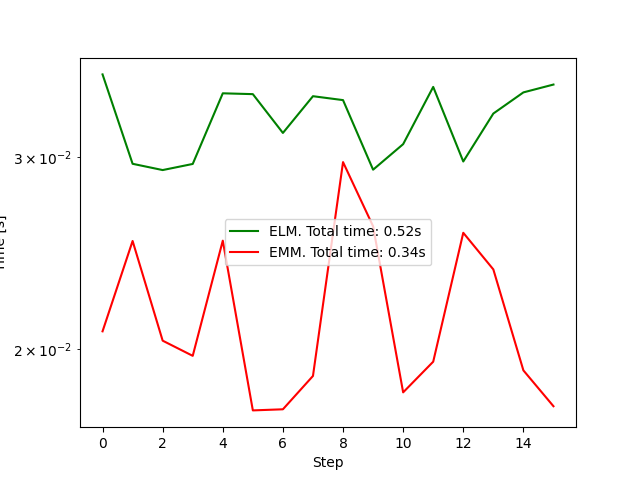 3 × 10⁻²
2 × 10⁻²
ELM. Total time: 0.52s
EMM. Total time: 0.34s
0 2 4 6 8 10 12 14
Step